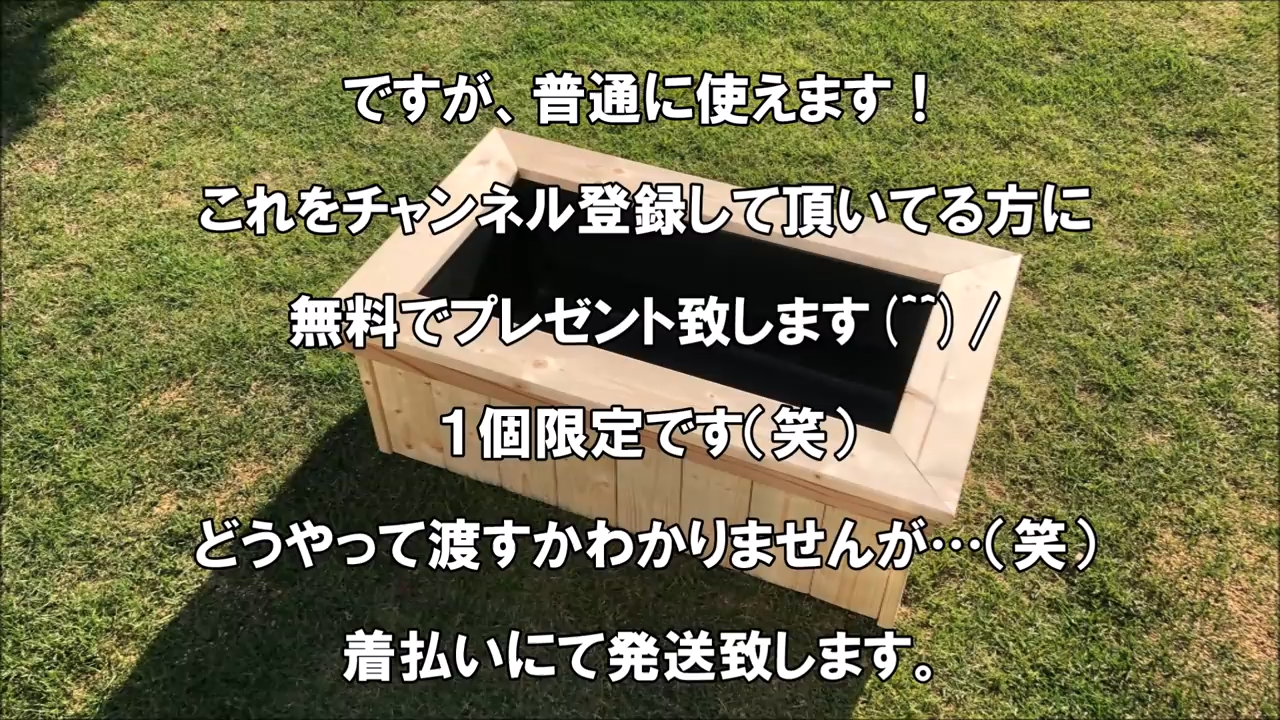 ですが、普通に使えます！
これをチャンネル登録して頂いてる方に
無料でプレゼント致します(^^)/
１個限定です（笑）
どうやって渡すかわかりませんが…（笑）
着払いにて発送致します。